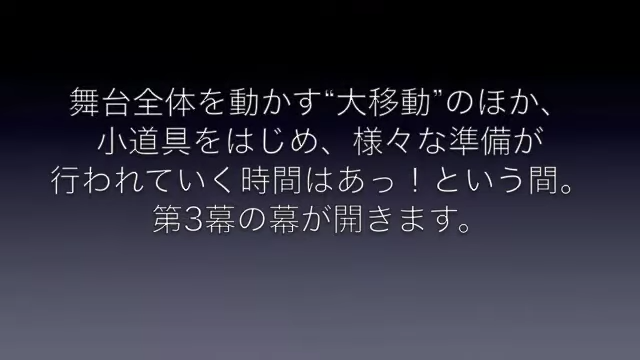 舞台全体を動かす“大移動”のほか、
小道具をはじめ、様々な準備が
行われていく時間はあっ！という間。
第3幕の幕が開きます。